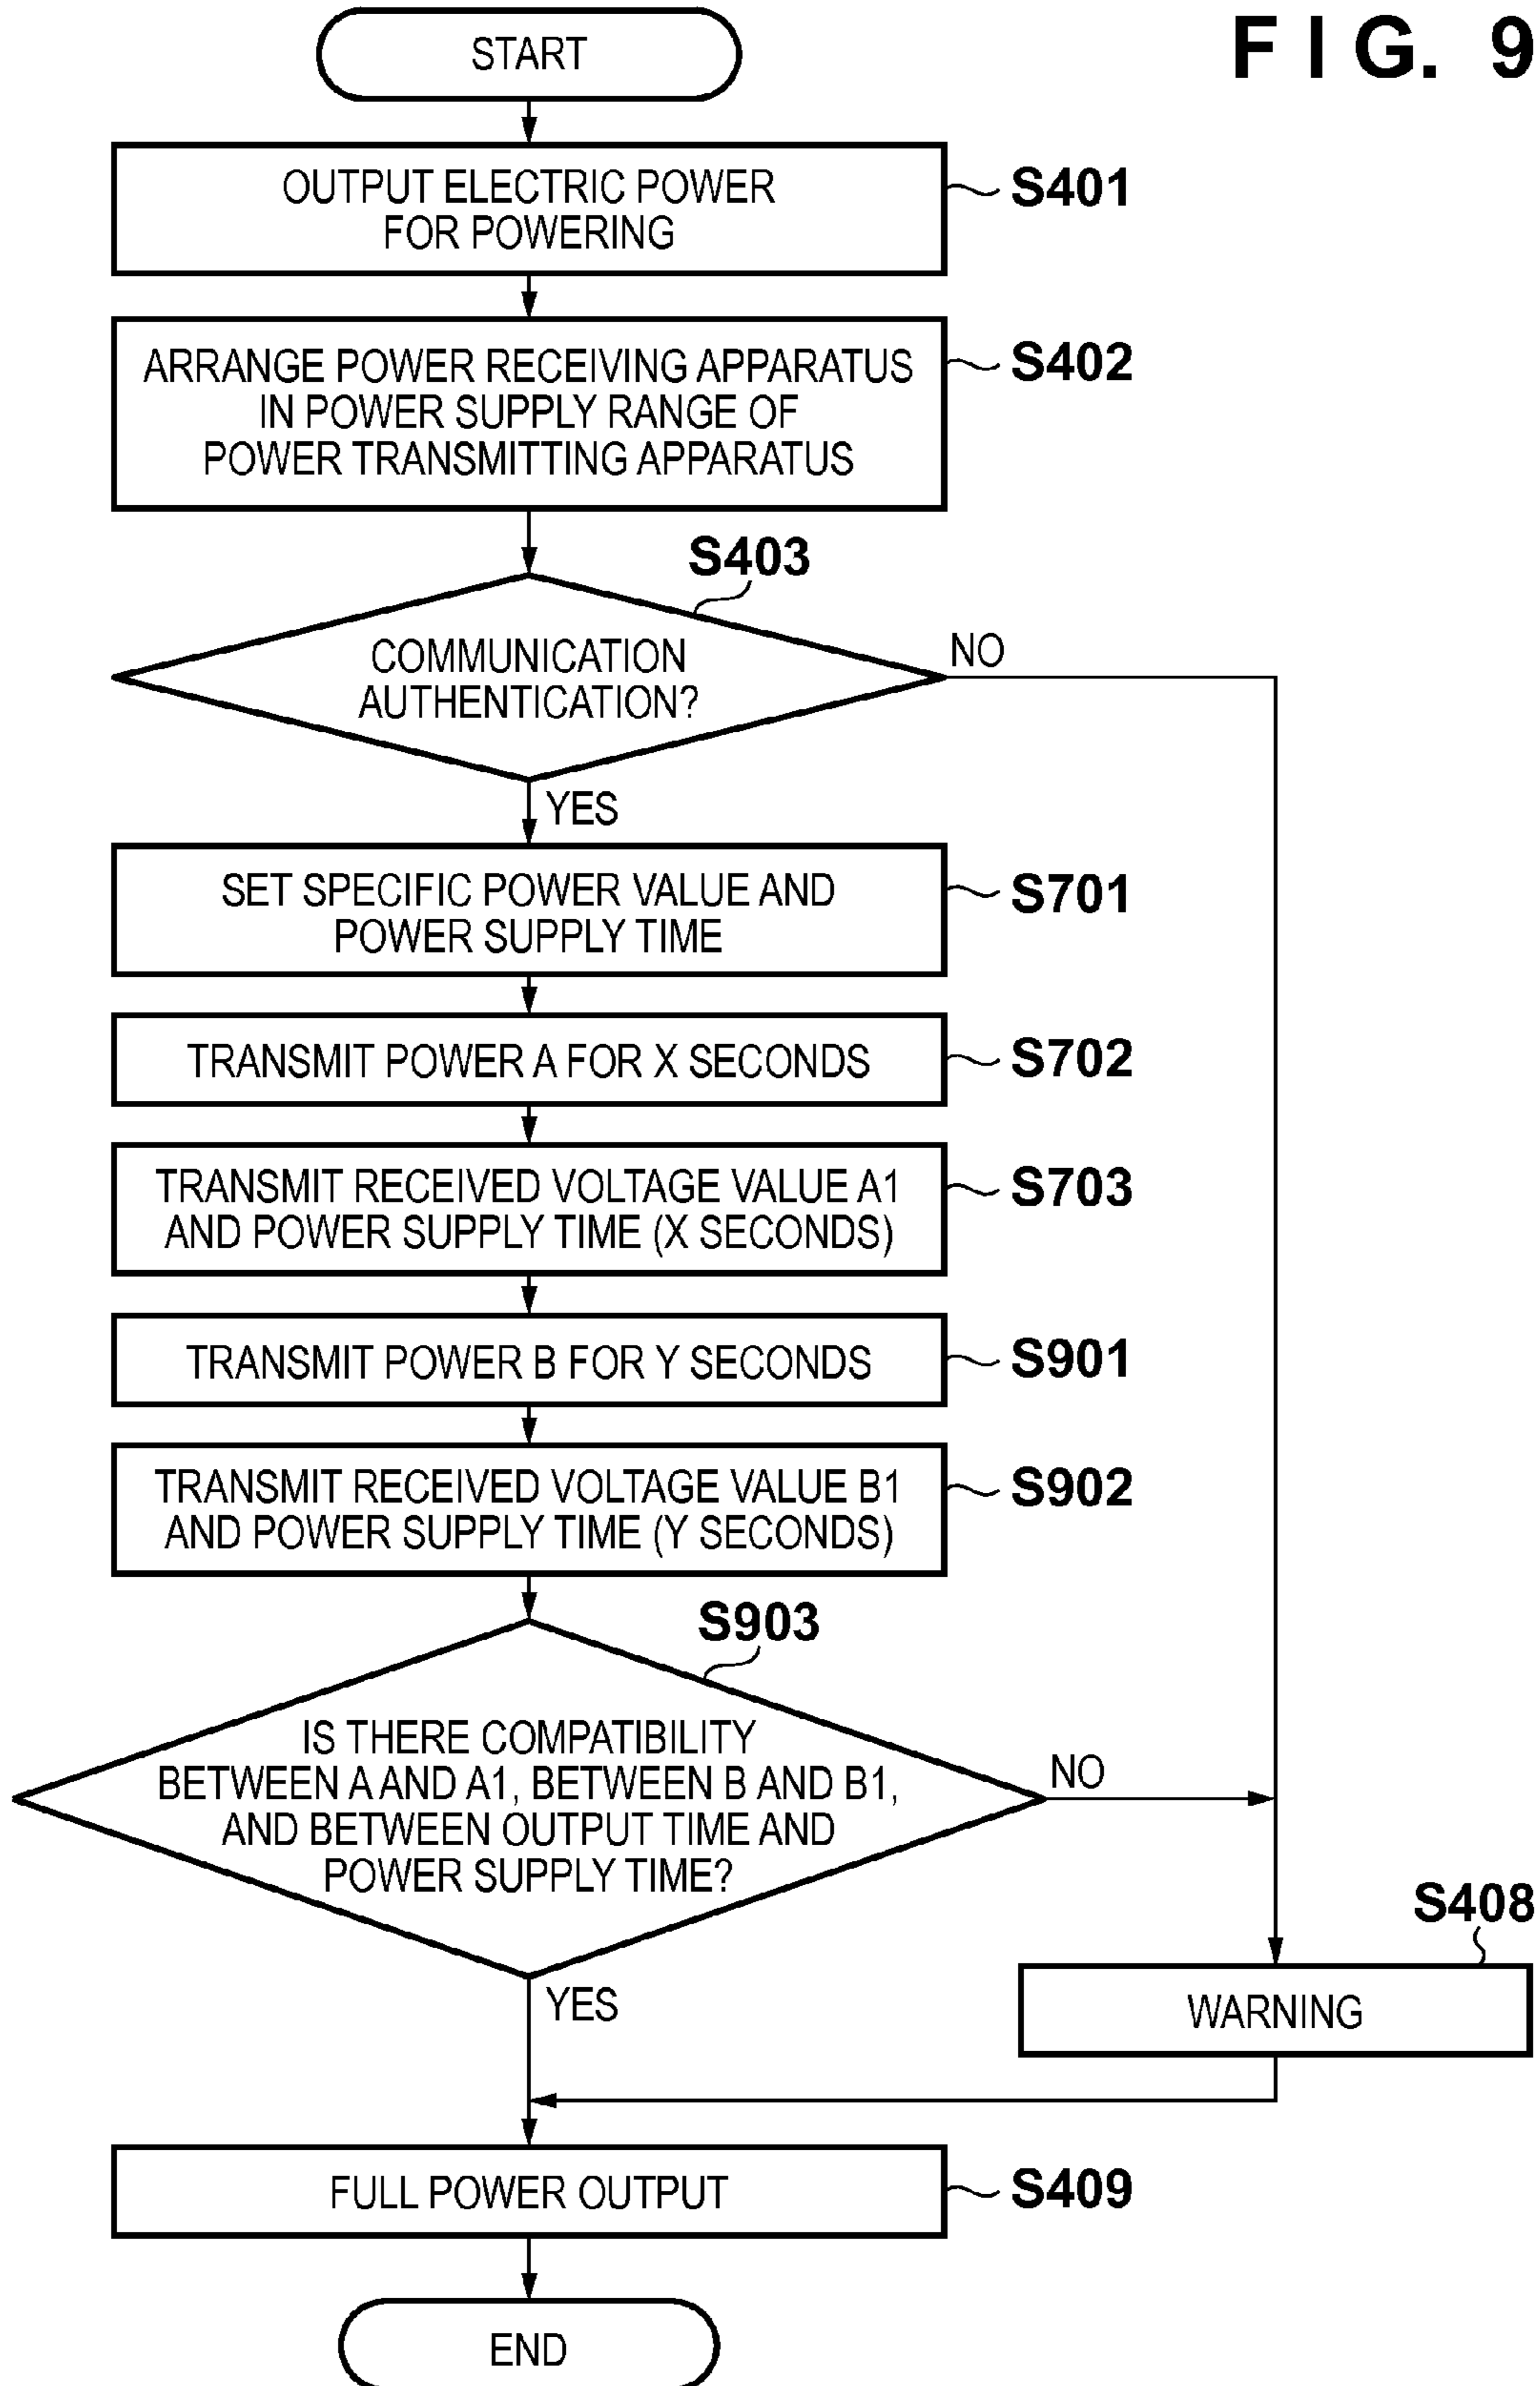 FIG. 9
START
OUTPUT ELECTRIC POWER
FOR POWERING
S401
ARRANGE POWER RECEIVING APPARATUS
IN POWER SUPPLY RANGE OF
POWER TRANSMITTING APPARATUS
S402
S403
COMMUNICATION
AUTHENTICATION?
NO
YES
SET SPECIFIC POWER VALUE AND
POWER SUPPLY TIME
S701
TRANSMIT POWER A FOR X SECONDS
S702
TRANSMIT RECEIVED VOLTAGE VALUE A1
AND POWER SUPPLY TIME (X SECONDS)
S703
TRANSMIT POWER B FOR Y SECONDS
S901
TRANSMIT RECEIVED VOLTAGE VALUE B1
AND POWER SUPPLY TIME (Y SECONDS)
S902
S903
IS THERE COMPATIBILITY
BETWEEN A AND A1, BETWEEN B AND B1,
AND BETWEEN OUTPUT TIME AND
POWER SUPPLY TIME?
NO
YES
S408
WARNING
FULL POWER OUTPUT
S409
END